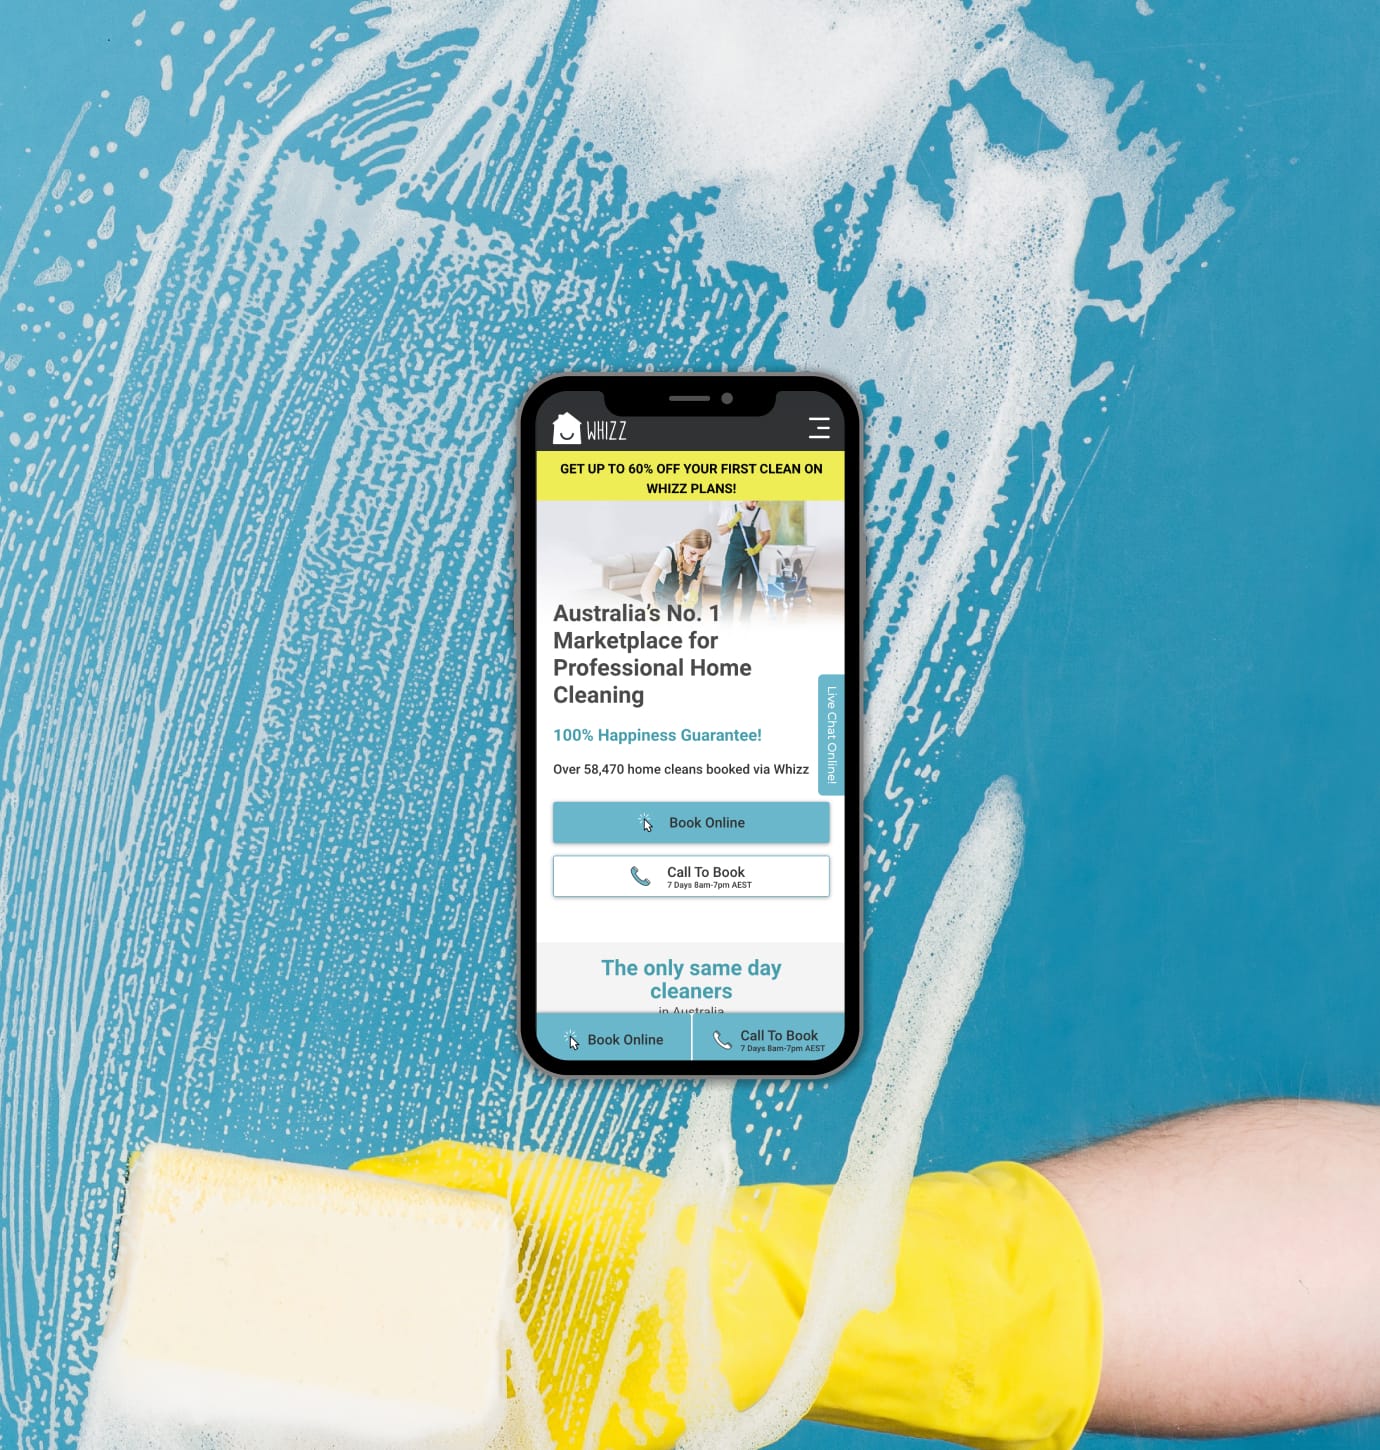 WHIZZ
GET UP TO 60% OFF YOUR FIRST CLEAN ON
WHIZZ PLANS!
Australia's No. 1
Marketplace for
Professional Home
Cleaning
100% Happiness Guarantee!
Over 58,470 home cleans booked via Whizz
Live Chat Online!
Book Online
Call To Book
7 Days 8am-7pm AEST
The only same day
cleaners
in Australia
Book Online
Call To Book
7 Days 8am-7pm AEST